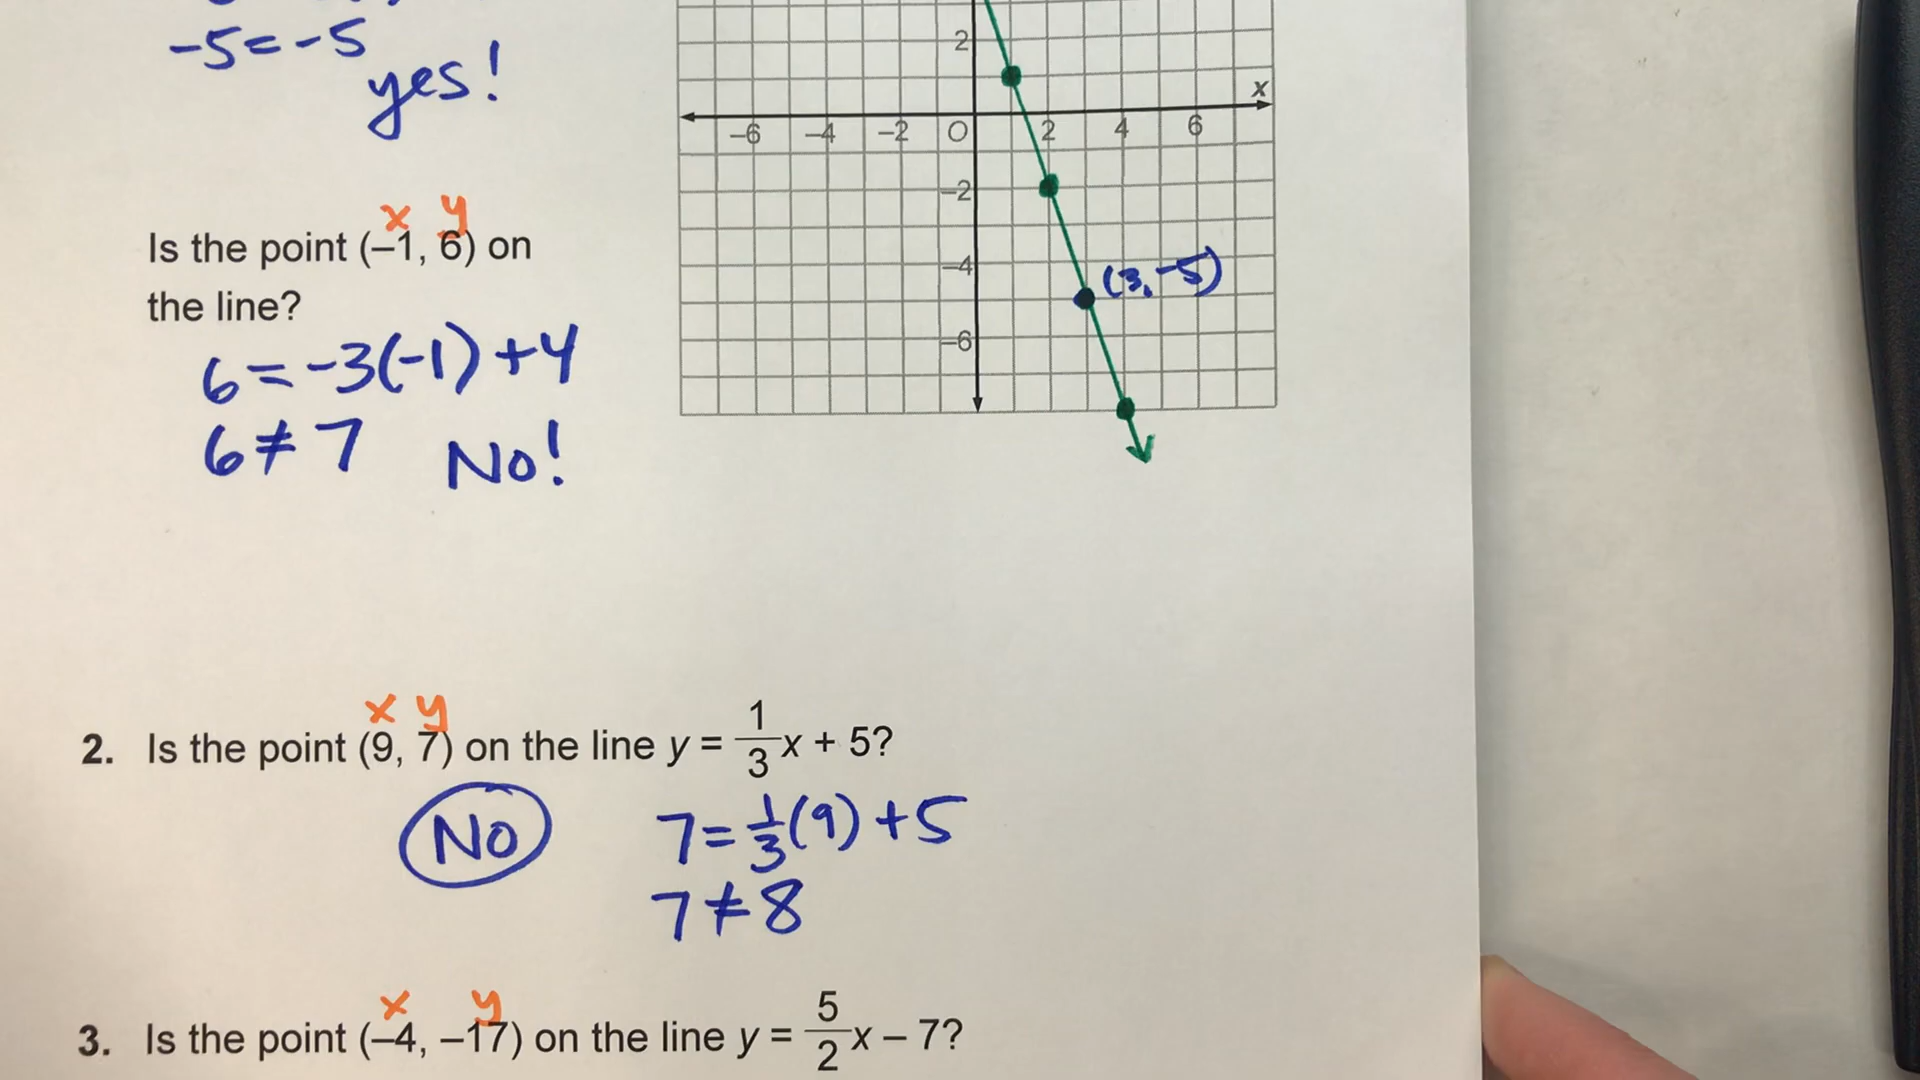 -5=-5
yes!
2
x
-6 -4 -2 O 2 4 6
-2
-4
(3,-5)
-6
x y
Is the point (–1, 6) on
the line?
6=-3(-1)+4
6≠7 No!
x y
2. Is the point (9, 7) on the line y = 1/3 x + 5?
No 7=1/3(9)+5
7≠8
x y
3. Is the point (–4, –17) on the line y = 5/2 x – 7?